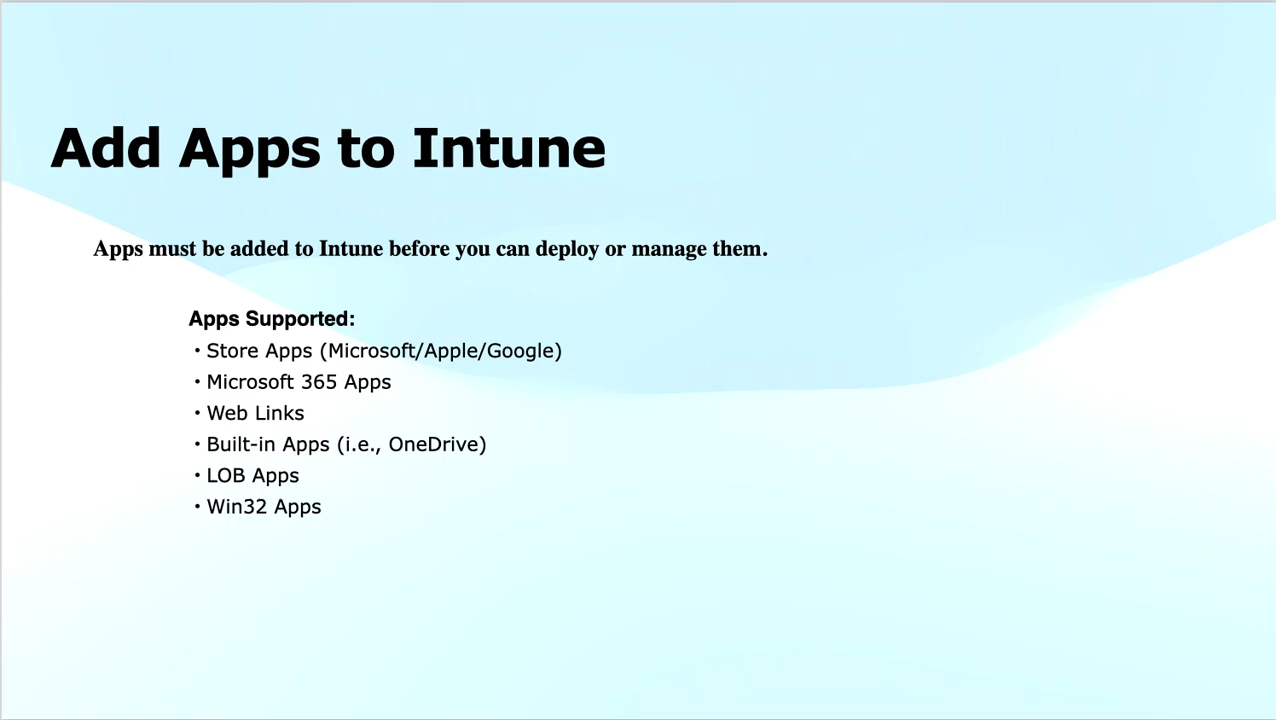 Add Apps to Intune
Apps must be added to Intune before you can deploy or manage them.
Apps Supported:
• Store Apps (Microsoft/Apple/Google)
• Microsoft 365 Apps
• Web Links
• Built-in Apps (i.e., OneDrive)
• LOB Apps
• Win32 Apps